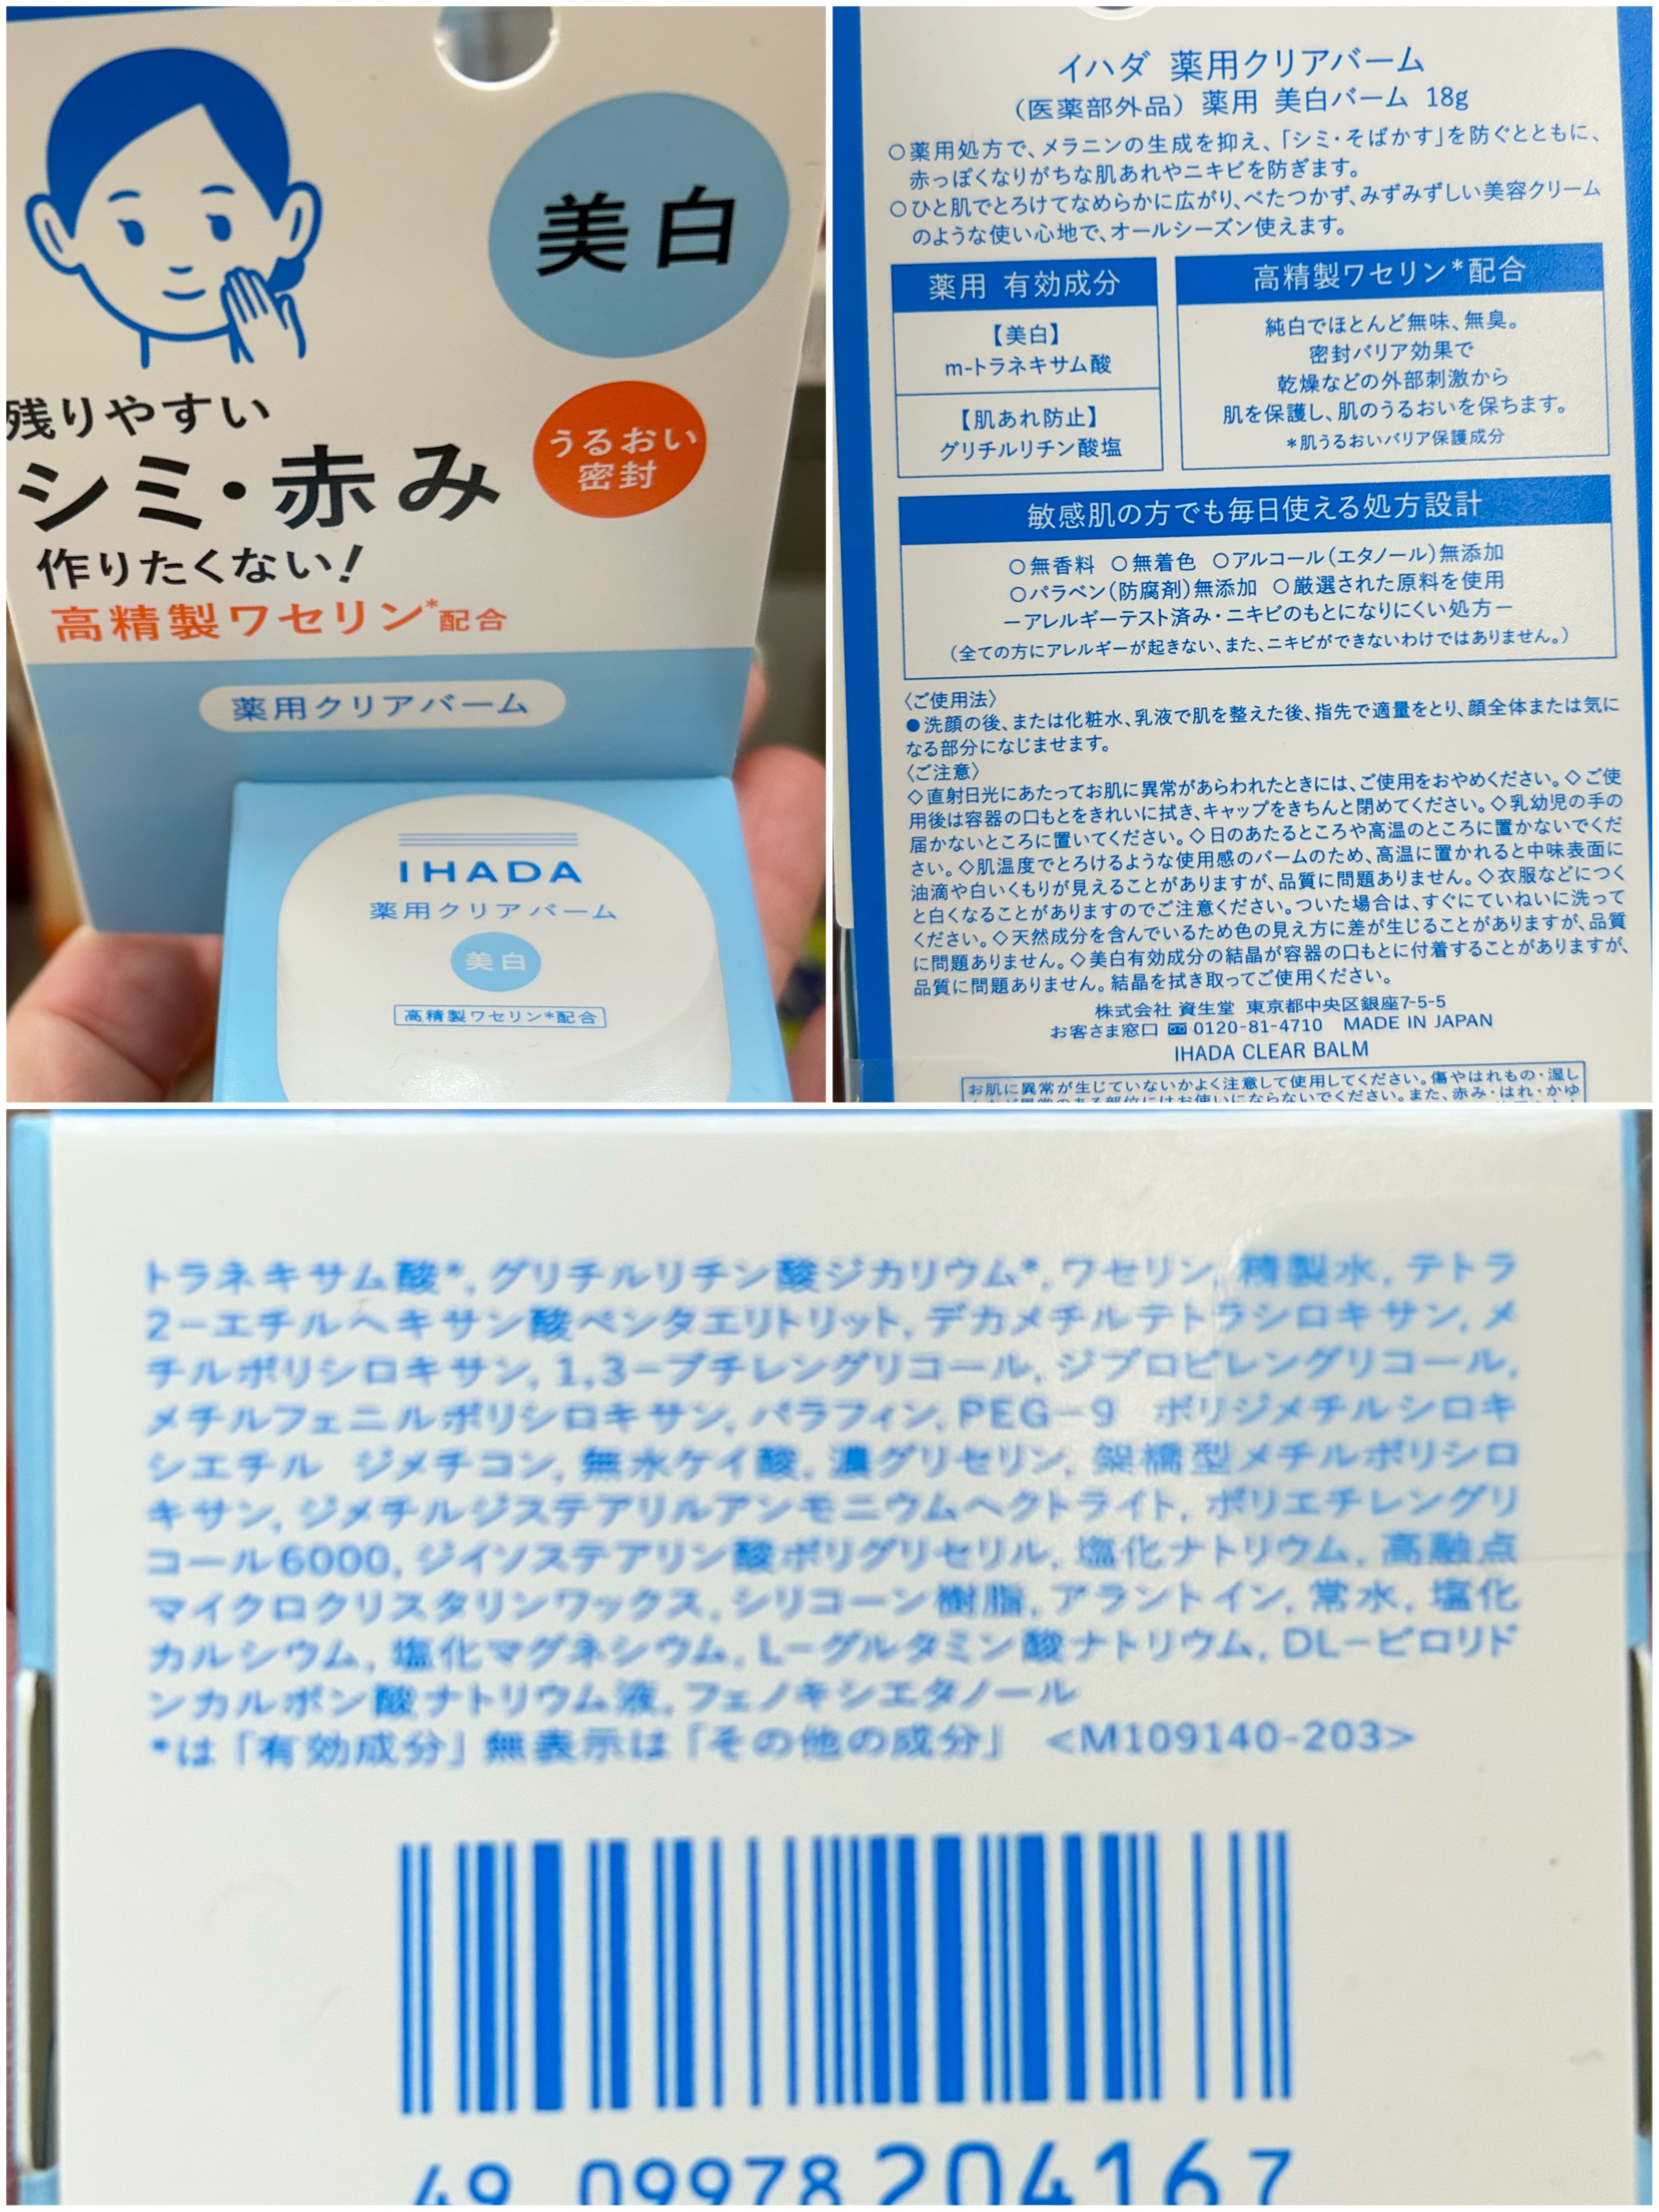 美白
残りやすい
シミ・赤み
作りたくない!
うるおい
密封
高精製ワセリン*配合
薬用クリアバーム
IHADA
薬用クリアバーム
美白
高精製ワセリン*配合
イハダ 薬用クリアバーム
(医薬部外品) 薬用 美白バーム 18g
○薬用処方で、メラニンの生成を抑え、「シミ・そばかす」を防ぐとともに、
赤っぽくなりがちな肌あれやニキビを防ぎます。
○ひと肌でとろけてなめらかに広がり、べたつかず、みずみずしい美容クリーム
のような使い心地で、オールシーズン使えます。
薬用 有効成分
【美白】
m-トラネキサム酸
【肌あれ防止】
グリチルリチン酸塩
高精製ワセリン*配合
純白でほとんど無味、無臭。
密封バリア効果で
乾燥などの外部刺激から
肌を保護し、肌のうるおいを保ちます。
*肌うるおいバリア保護成分
敏感肌の方でも毎日使える処方設計
○無香料 ○無着色 ○アルコール(エタノール)無添加
○パラベン(防腐剤)無添加 ○厳選された原料を使用
ーアレルギーテスト済み・ニキビのもとになりにくい処方ー
(全ての方にアレルギーが起きない、また、ニキビができないわけではありません。)
〈ご使用法〉
●洗顔の後、または化粧水、乳液で肌を整えた後、指先で適量をとり、顔全体または気に
なる部分になじませます。
〈ご注意〉
◇直射日光にあたってお肌に異常があらわれたときには、ご使用をおやめください。◇ご使
用後は容器の口もとをきれいに拭き、キャップをきちんと閉めてください。◇乳幼児の手の
届かないところに置いてください。◇日のあたるところや高温のところに置かないでくだ
さい。◇肌温度でとろけるような使用感のバームのため、高温に置かれると中味表面に
油滴や白いくもりが見えることがありますが、品質に問題ありません。◇衣服などにつく
と白くなることがありますのでご注意ください。ついた場合は、すぐにていねいに洗って
ください。◇天然成分を含んでいるため色の見え方に差が生じることがありますが、品質
に問題ありません。◇美白有効成分の結晶が容器の口もとに付着することがありますが、
品質に問題ありません。結晶を拭き取ってご使用ください。
株式会社 資生堂 東京都中央区銀座7-5-5
お客さま窓口 0120-81-4710 MADE IN JAPAN
IHADA CLEAR BALM
お肌に異常が生じていないかよく注意して使用してください。傷やはれもの・湿し
異常のある部位にはお使いにならないでください。また、赤み・はれ・かゆ
トラネキサム酸*, グリチルリチン酸ジカリウム*, ワセリン, 精製水, テトラ
2-エチルヘキサン酸ペンタエリトリット, デカメチルテトラシロキサン, メ
チルポリシロキサン, 1,3-ブチレングリコール, ジプロピレングリコール,
メチルフェニルポリシロキサン, パラフィン, PEG-9 ポリジメチルシロキ
シエチル ジメチコン, 無水ケイ酸, 濃グリセリン, 架橋型メチルポリシロ
キサン, ジメチルジステアリルアンモニウムヘクトライト, ポリエチレングリ
コール6000, ジイソステアリン酸ポリグリセリル, 塩化ナトリウム, 高融点
マイクロクリスタリンワックス, シリコーン樹脂, アラントイン, 常水, 塩化
カルシウム, 塩化マグネシウム, L-グルタミン酸ナトリウム, DL-ピロリド
ンカルボン酸ナトリウム液, フェノキシエタノール
*は「有効成分」無表示は「その他の成分」 <M109140-203>
49 09978 204167